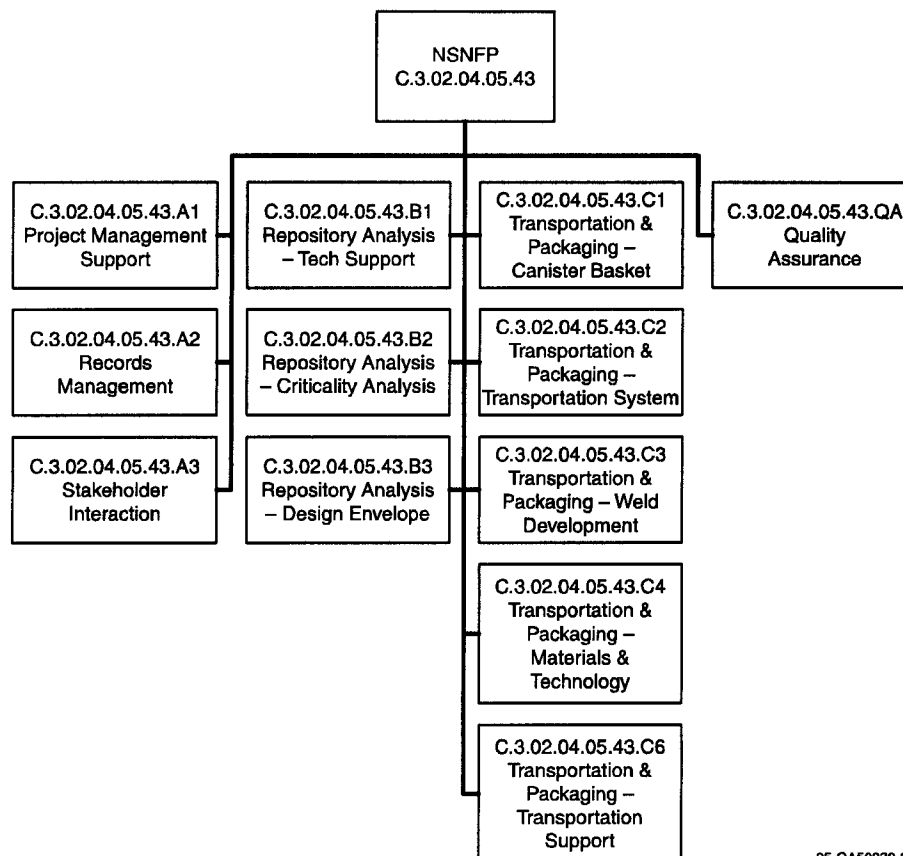 NSNFP
C.3.02.04.05.43
C.3.02.04.05.43.A1
Project Management
Support
C.3.02.04.05.43.A2
Records
Management
C.3.02.04.05.43.A3
Stakeholder
Interaction
C.3.02.04.05.43.B1
Repository Analysis
– Tech Support
C.3.02.04.05.43.B2
Repository Analysis
– Criticality Analysis
C.3.02.04.05.43.B3
Repository Analysis
– Design Envelope
C.3.02.04.05.43.C1
Transportation &
Packaging –
Canister Basket
C.3.02.04.05.43.C2
Transportation &
Packaging –
Transportation System
C.3.02.04.05.43.C3
Transportation &
Packaging – Weld
Development
C.3.02.04.05.43.C4
Transportation &
Packaging –
Materials &
Technology
C.3.02.04.05.43.C6
Transportation &
Packaging –
Transportation
Support
C.3.02.04.05.43.QA
Quality
Assurance